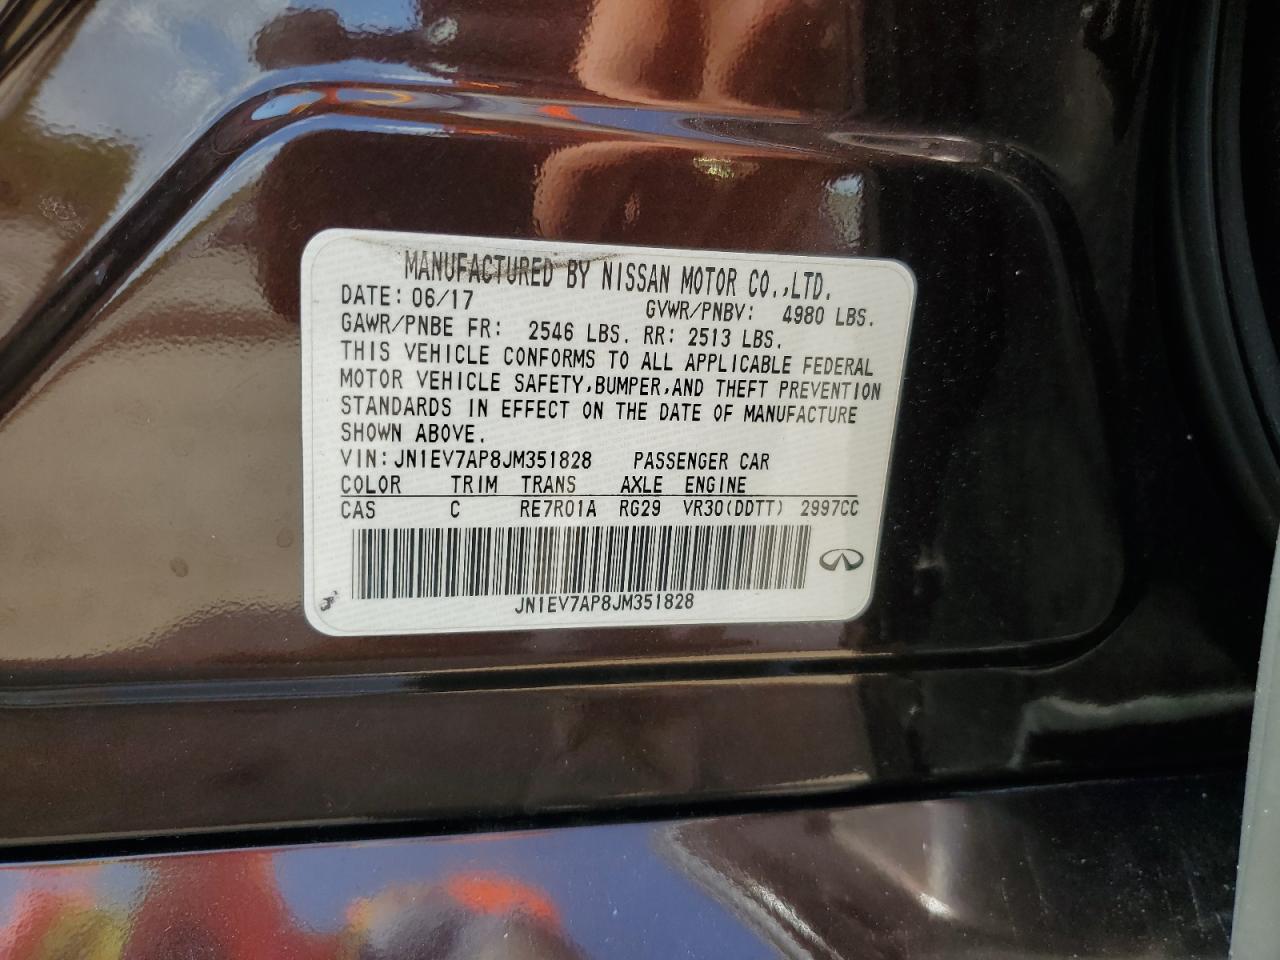 MANUFACTURED BY NISSAN MOTOR CO.,LTD.
DATE: 06/17 GVWR/PNBV: 4980 LBS.
GAWR/PNBE FR: 2546 LBS. RR: 2513 LBS.
THIS VEHICLE CONFORMS TO ALL APPLICABLE FEDERAL
MOTOR VEHICLE SAFETY,BUMPER,AND THEFT PREVENTION
STANDARDS IN EFFECT ON THE DATE OF MANUFACTURE
SHOWN ABOVE.
VIN: JN1EV7AP8JM351828 PASSENGER CAR
COLOR TRIM TRANS AXLE ENGINE
CAS C RE7R01A RG29 VR30(DDTT) 2997CC
JN1EV7AP8JM351828